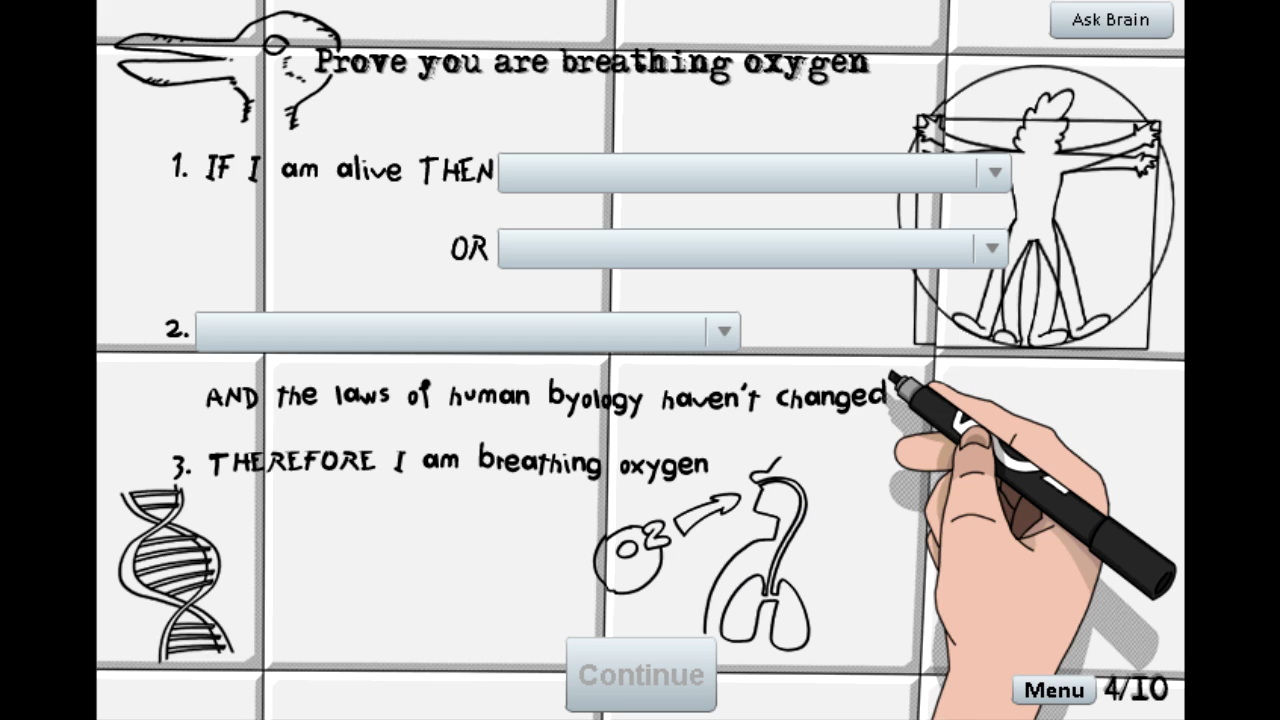 Ask Brain
Prove you are breathing oxygen
1. IF I am alive THEN
OR
2.
AND the laws of human byology haven't changed
3. THEREFORE I am breathing oxygen
O2
Continue
Menu 4/10